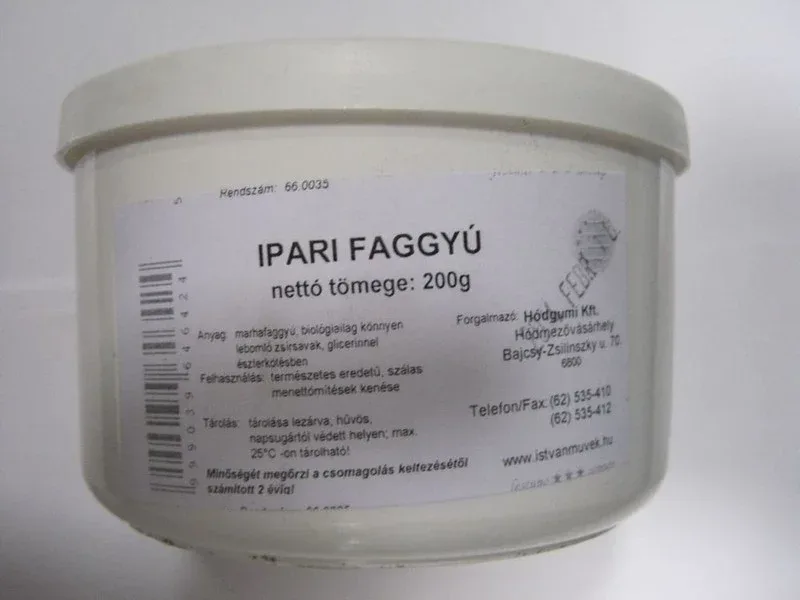 Rendszám: 66 0035
IPARI FAGGYÚ
nettó tömege: 200g
Anyag: marhafaggyú, biológiailag könnyen
lebomló zsírsavak, glicerinnel
észterkötésben
Felhasználás: természetes eredetű, szálas
menettömítések kenése
Tárolás: tárolása lezárva, hűvös,
napsugártól védett helyen; max.
25°C -on tárolható!
Minőségét megőrzi a csomagolás keltezésétől
számított 2 évig!
Forgalmazó: Hódgumi Kft.
Hódmezővásárhely
Bajcsy-Zsilinszky u. 70.
6800
Telefon/Fax: (62) 535-410
(62) 535-412
www.istvanmuvek.hu